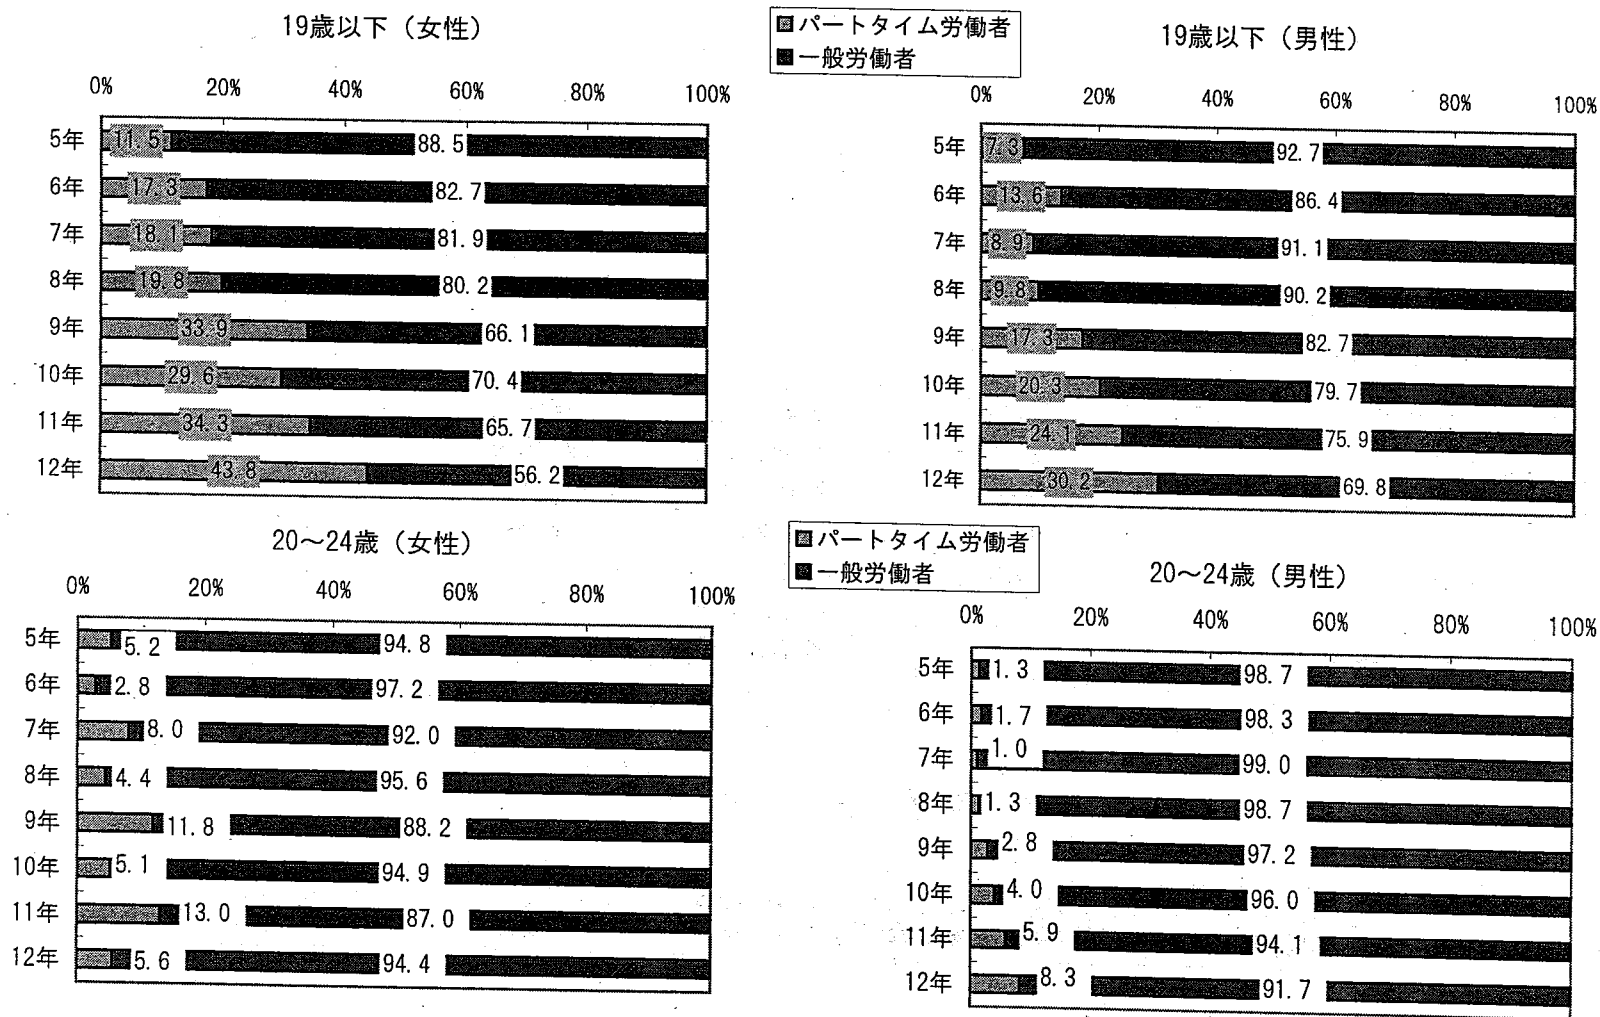 19歳以下（女性）
0% 20% 40% 60% 80% 100%
5年 11.5 88.5
6年 17.3 82.7
7年 18.1 81.9
8年 19.8 80.2
9年 33.9 66.1
10年 29.6 70.4
11年 34.3 65.7
12年 43.8 56.2
パートタイム労働者
一般労働者
19歳以下（男性）
0% 20% 40% 60% 80% 100%
5年 7.3 92.7
6年 13.6 86.4
7年 8.9 91.1
8年 9.8 90.2
9年 17.3 82.7
10年 20.3 79.7
11年 24.1 75.9
12年 30.2 69.8
20～24歳（女性）
0% 20% 40% 60% 80% 100%
5年 5.2 94.8
6年 2.8 97.2
7年 8.0 92.0
8年 4.4 95.6
9年 11.8 88.2
10年 5.1 94.9
11年 13.0 87.0
12年 5.6 94.4
パートタイム労働者
一般労働者
20～24歳（男性）
0% 20% 40% 60% 80% 100%
5年 1.3 98.7
6年 1.7 98.3
7年 1.0 99.0
8年 1.3 98.7
9年 2.8 97.2
10年 4.0 96.0
11年 5.9 94.1
12年 8.3 91.7